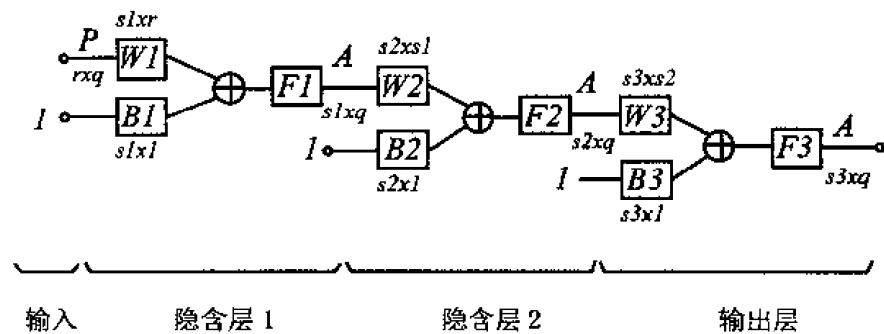 s1xr
P W1
rxq
1 B1
s1x1
F1 A
s1xq
s2xs1
W2
1 B2
s2x1
F2 A
s2xq
s3xs2
W3
1 B3
s3x1
F3 A
s3xq
输入 隐含层 1 隐含层 2 输出层